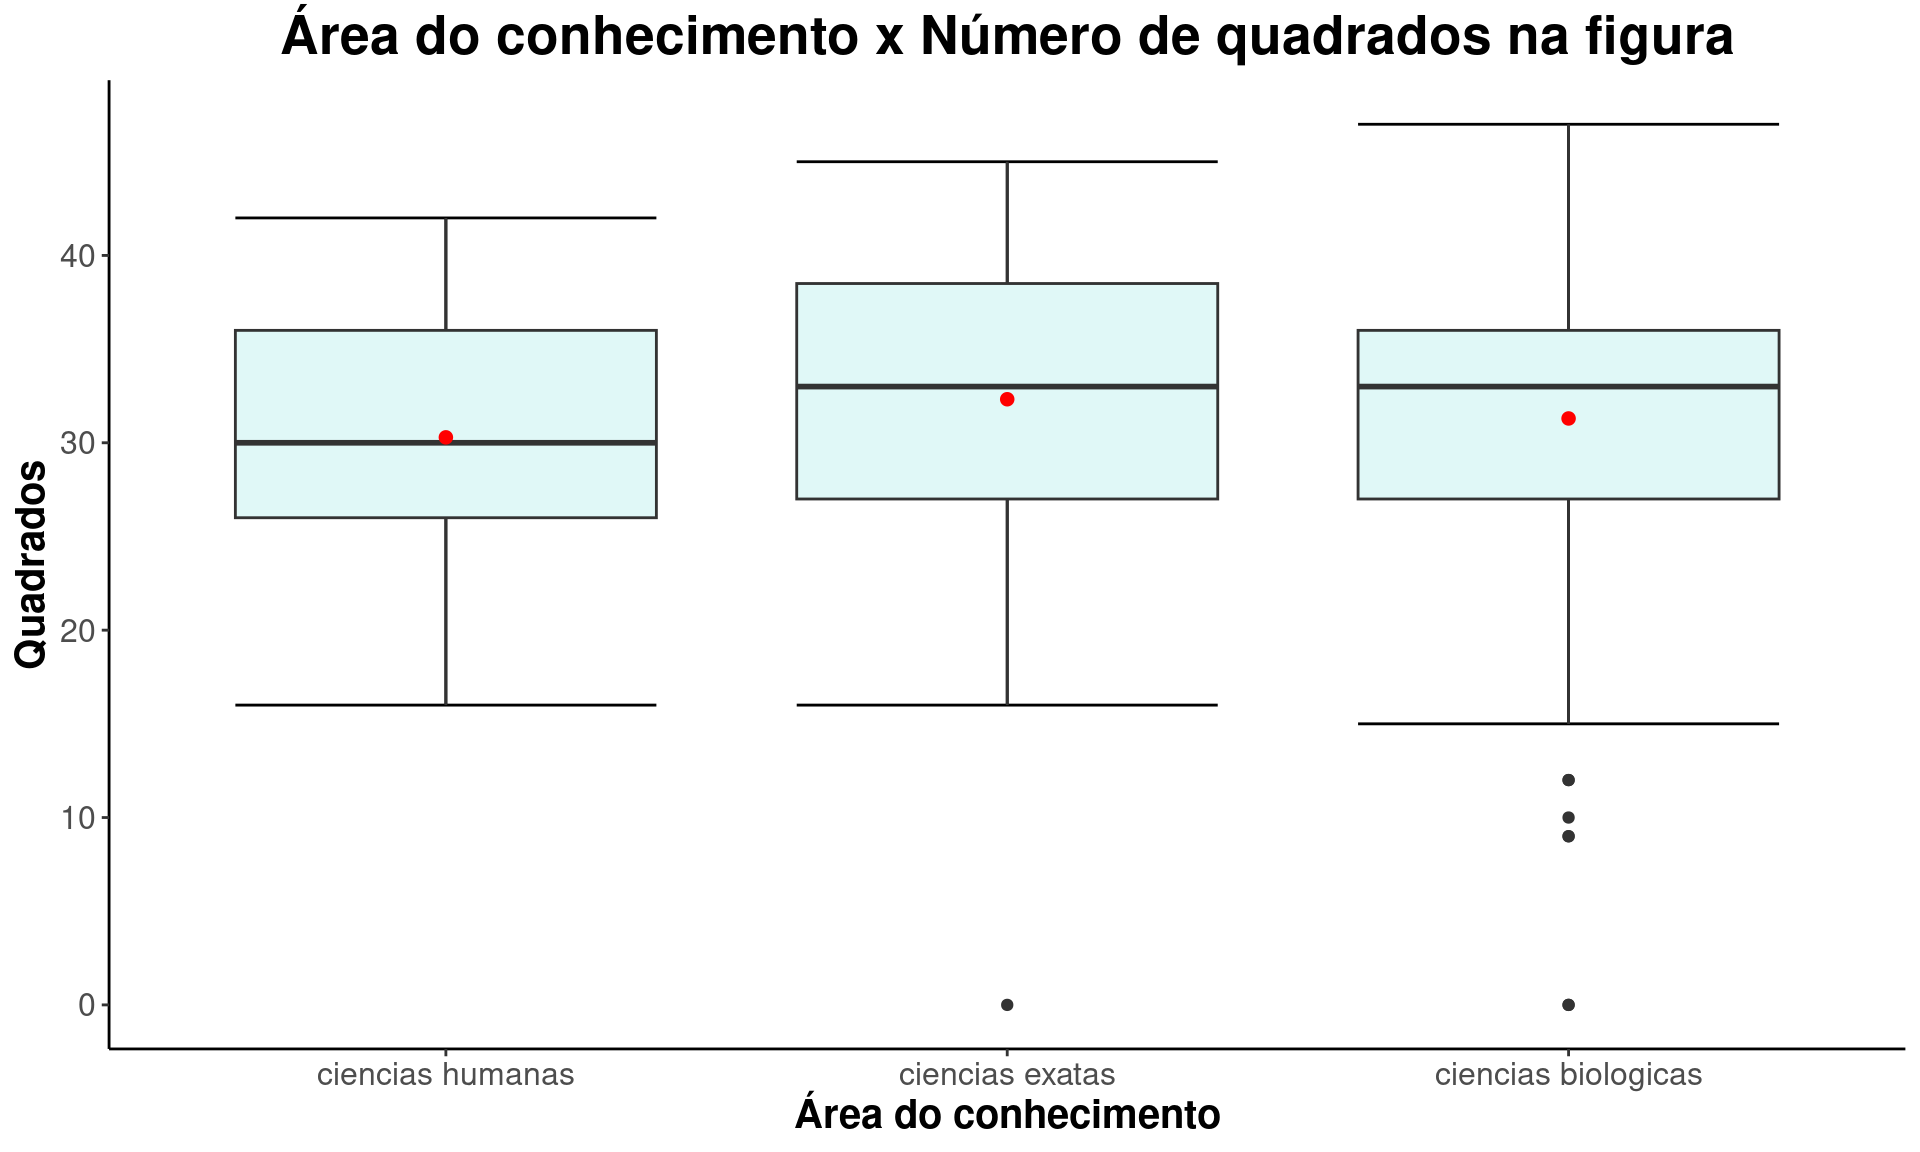 Área do conhecimento x Número de quadrados na figura
Quadrados
40
30
20
10
0
ciencias humanas
ciencias exatas
ciencias biologicas
Área do conhecimento